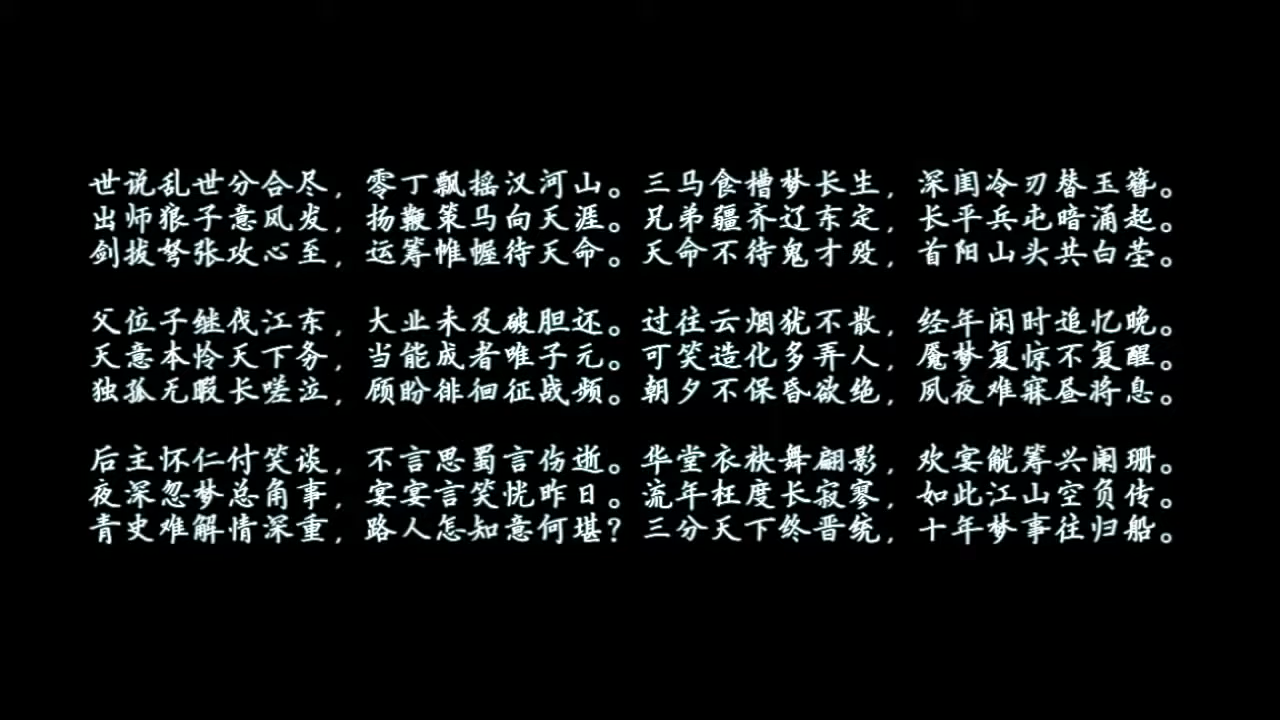 世说乱世分合尽，零丁飘摇汉河山。三马食槽梦长生，深闺冷刃替玉簪。
出师狼子意风发，扬鞭策马向天涯。兄弟疆齐辽东定，长平兵屯暗涌起。
剑拔弩张攻心至，运筹帷幄待天命。天命不待鬼才殁，首阳山头共白茔。
父位子继伐江东，大业未及破胆还。过往云烟犹不散，经年闲时追忆晚。
天意本怜天下务，当能成者唯子元。可笑造化多弄人，魇梦复惊不复醒。
独孤无暇长嗟泣，顾盼徘徊征战频。朝夕不保昏欲绝，夙夜难寐昼将息。
后主怀仁付笑谈，不言思蜀言伤逝。华堂衣袂舞翩影，欢宴觥筹兴阑珊。
夜深忽梦总角事，宴宴言笑恍昨日。流年枉度长寂寥，如此江山空负传。
青史难解情深重，路人怎知意何堪？三分天下终晋统，十年梦事往归船。